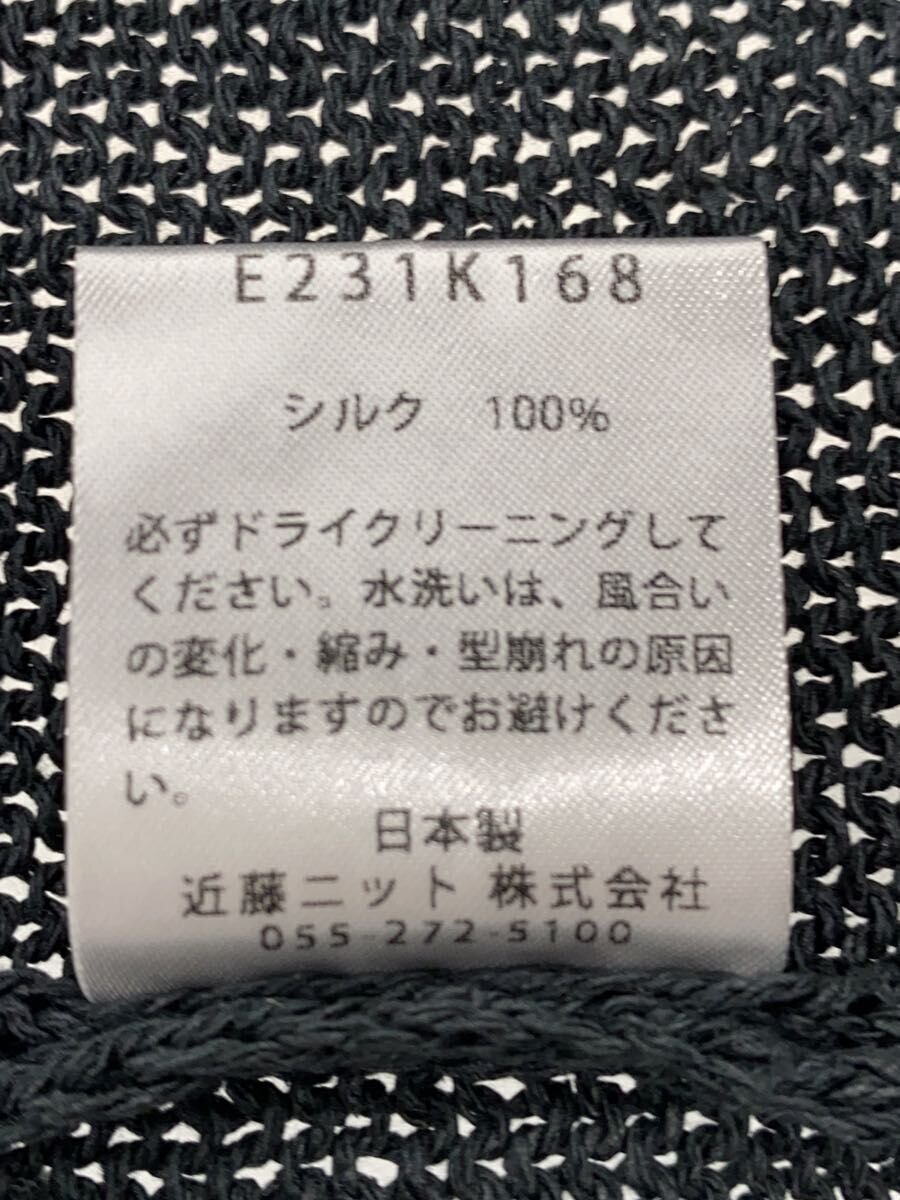 E231K168
シルク 100%
必ずドライクリーニングして
ください。水洗いは、風合い
の変化・縮み・型崩れの原因
になりますのでお避けくださ
い。
日本製
近藤ニット 株式会社
055-272-5100